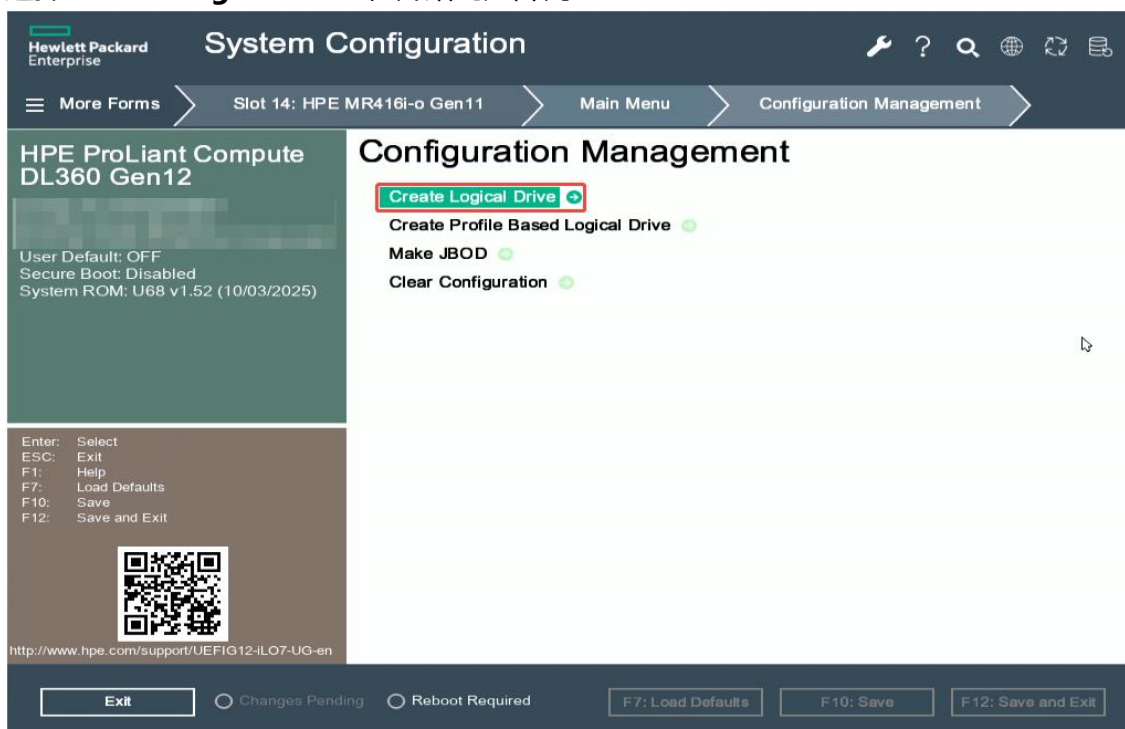 Hewlett Packard
Enterprise
System Configuration
More Forms
Slot 14: HPE MR416i-o Gen11
Main Menu
Configuration Management
HPE ProLiant Compute
DL360 Gen12
User Default: OFF
Secure Boot: Disabled
System ROM: U68 v1.52 (10/03/2025)
Configuration Management
Create Logical Drive
Create Profile Based Logical Drive
Make JBOD
Clear Configuration
Enter: Select
ESC: Exit
F1: Help
F7: Load Defaults
F10: Save
F12: Save and Exit
http://www.hpe.com/support/UEFIG12-iLO7-UG-en
Exit
Changes Pending
Reboot Required
F7: Load Defaults
F10: Save
F12: Save and Exit